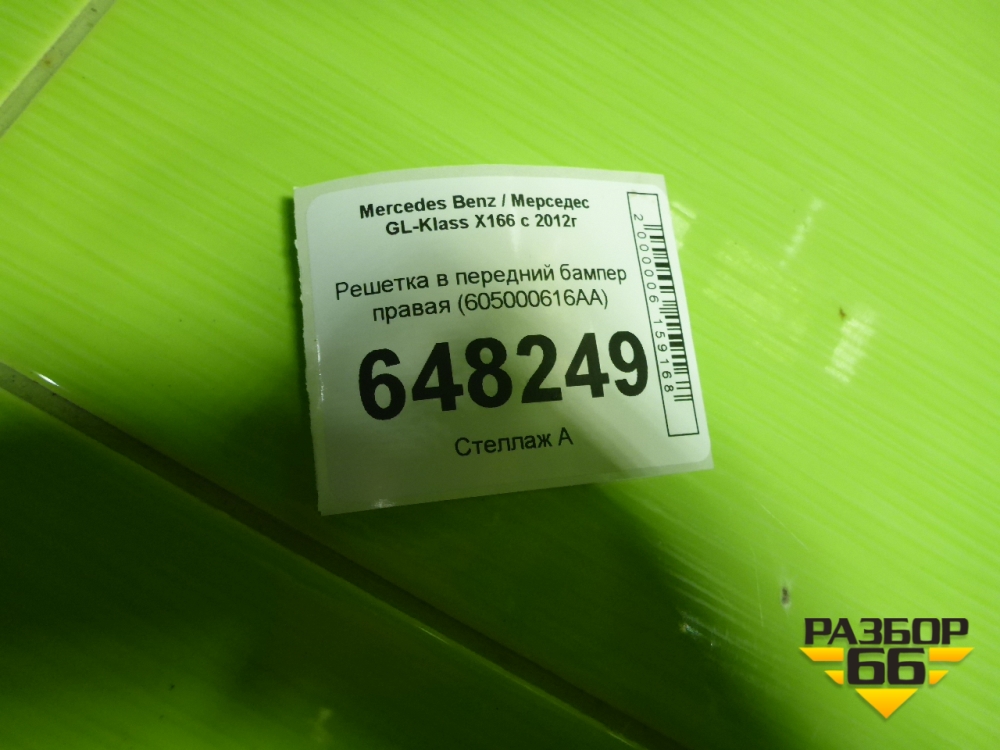 Mercedes Benz / Мерседес
GL-Klass X166 с 2012г
Решетка в передний бампер
правая (605000616AA)
648249
Стеллаж А
2000006159168
РАЗБОР
66